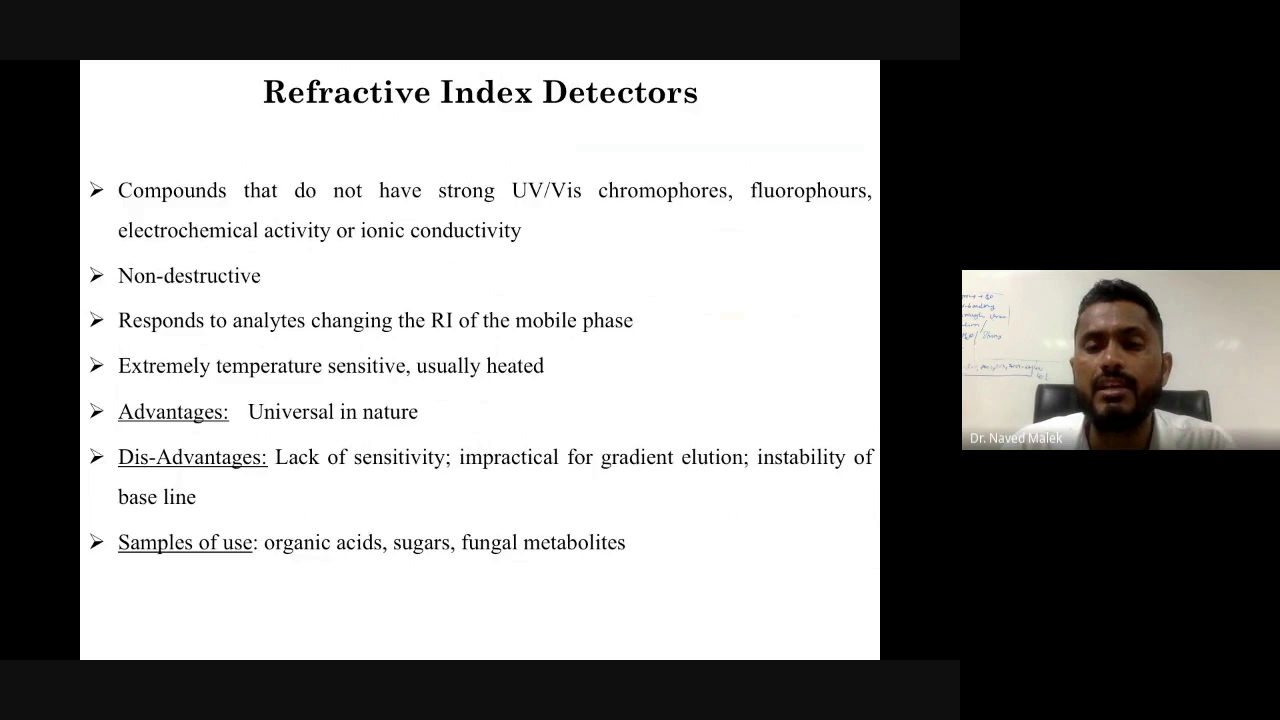 Refractive Index Detectors
➢ Compounds that do not have strong UV/Vis chromophores, fluorophours,
electrochemical activity or ionic conductivity
➢ Non-destructive
➢ Responds to analytes changing the RI of the mobile phase
➢ Extremely temperature sensitive, usually heated
➢ Advantages: Universal in nature
➢ Dis-Advantages: Lack of sensitivity; impractical for gradient elution; instability of
base line
➢ Samples of use: organic acids, sugars, fungal metabolites
Dr. Naved Malek